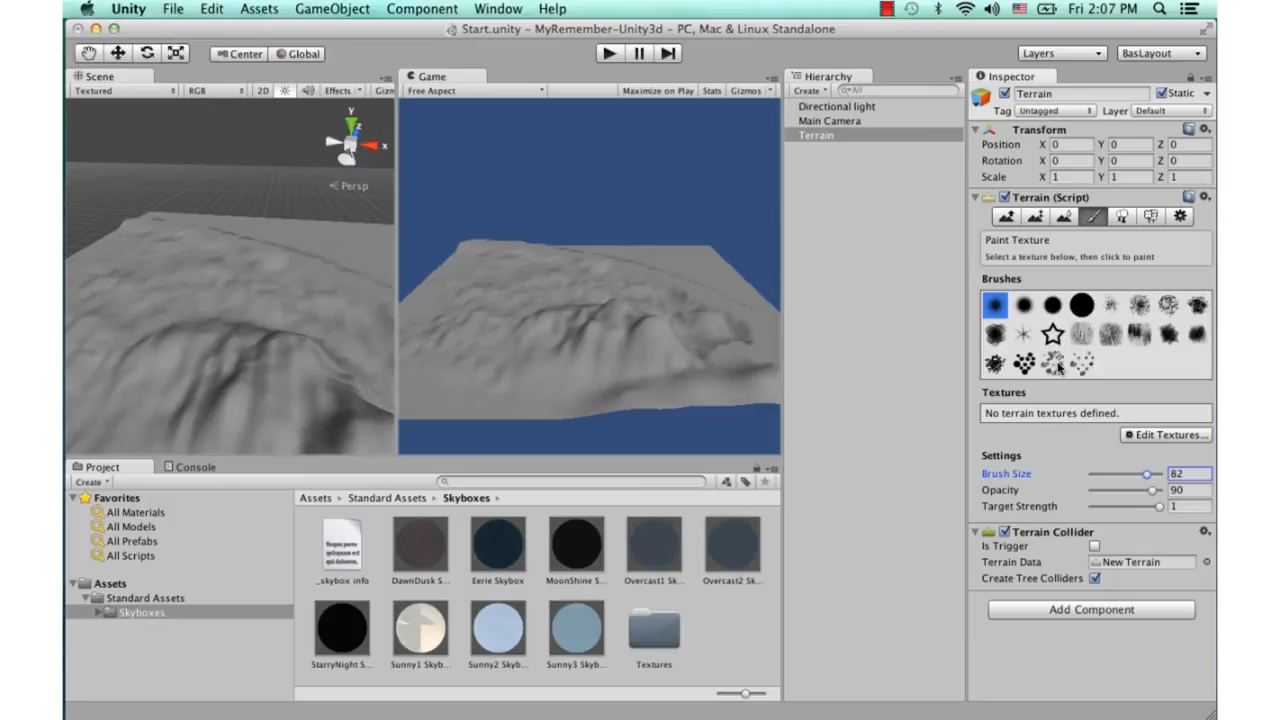 Unity File Edit Assets GameObject Component Window Help Fri 2:07 PM
Start.unity - MyRemember-Unity3d - PC, Mac & Linux Standalone
Center Global Layers BasLayout
Scene
Textured RGB 2D Effects Gizn
y
z
x
Persp
Game
Free Aspect Maximize on Play Stats Gizmos
Hierarchy
Create All
Directional light
Main Camera
Terrain
Inspector
Terrain Static
Tag Untagged Layer Default
Transform
Position X 0 Y 0 Z 0
Rotation X 0 Y 0 Z 0
Scale X 1 Y 1 Z 1
Terrain (Script)
Paint Texture
Select a texture below, then click to paint
Brushes
Textures
No terrain textures defined.
Edit Textures...
Settings
Brush Size 82
Opacity 90
Target Strength 1
Terrain Collider
Is Trigger
Terrain Data New Terrain
Create Tree Colliders
Add Component
Project Console
Create
Favorites
All Materials
All Models
All Prefabs
All Scripts
Assets
Standard Assets
Skyboxes
Assets Standard Assets Skyboxes
_skybox info DawnDusk S... Eerie Skybox MoonShine S... Overcast1 Sk... Overcast2 Sk...
StarryNight S... Sunny1 Skyb... Sunny2 Skyb... Sunny3 Skyb... Textures